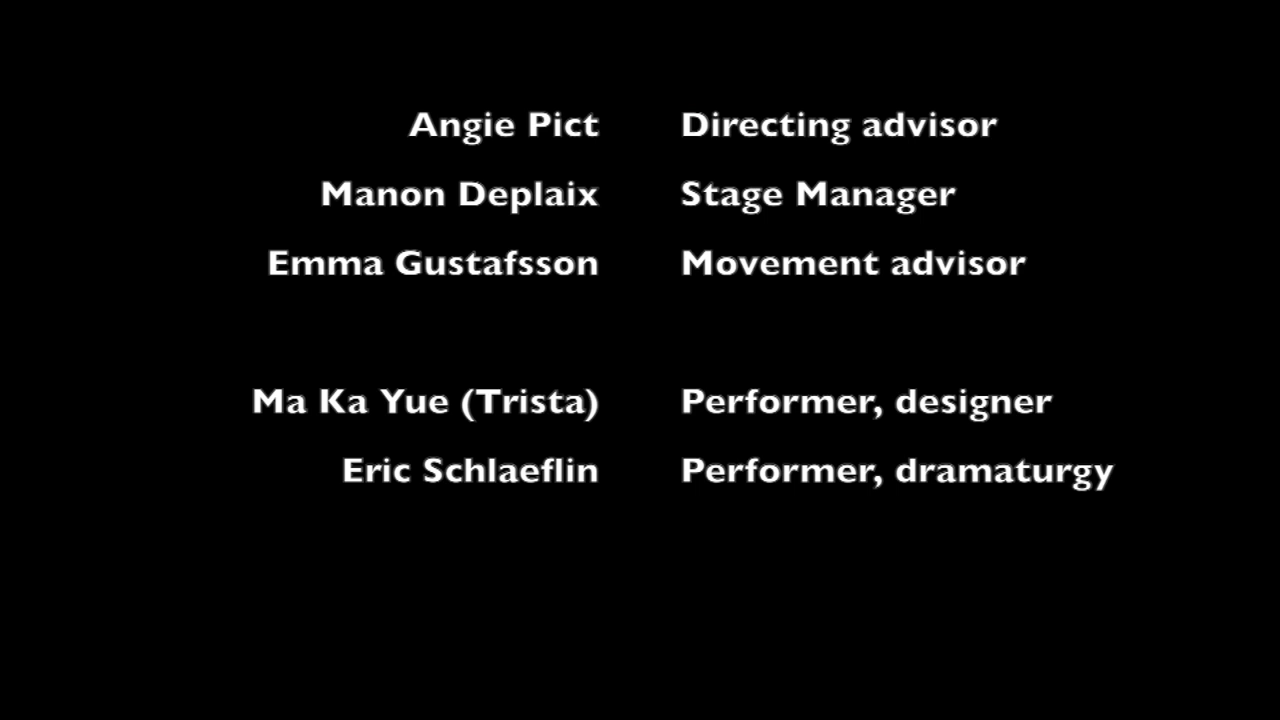 Angie Pict Directing advisor
Manon Deplaix Stage Manager
Emma Gustafsson Movement advisor
Ma Ka Yue (Trista) Performer, designer
Eric Schlaeflin Performer, dramaturgy